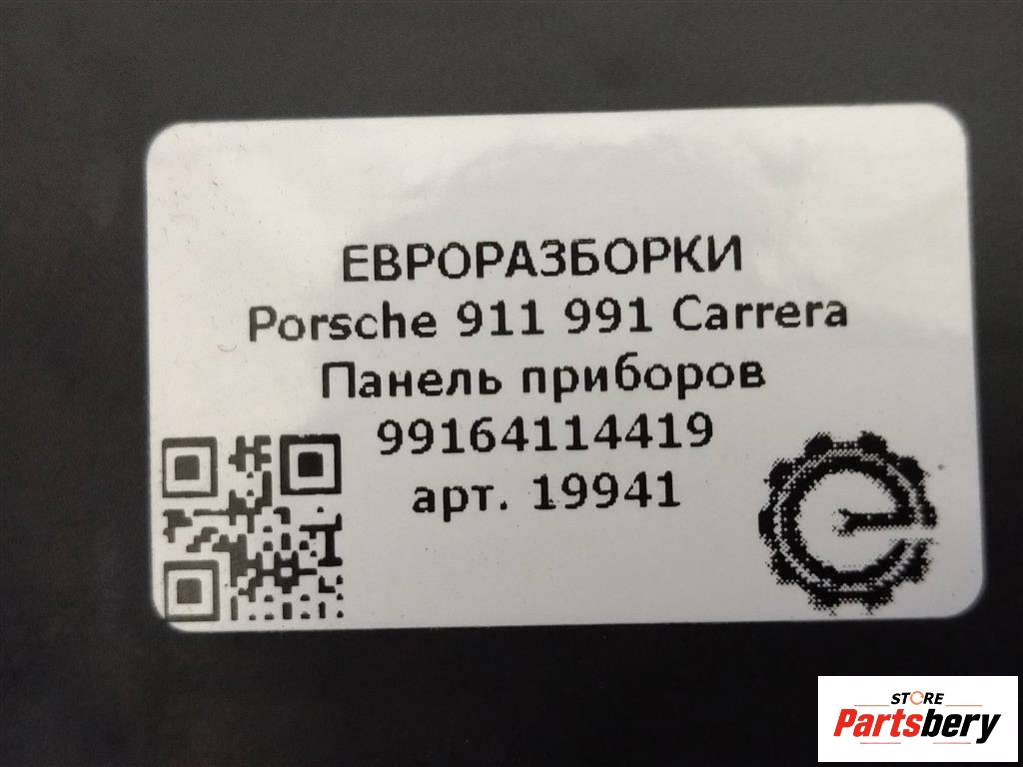 ЕВРОРАЗБОРКИ
Porsche 911 991 Carrera
Панель приборов
99164114419
арт. 19941
STORE
Partsbery